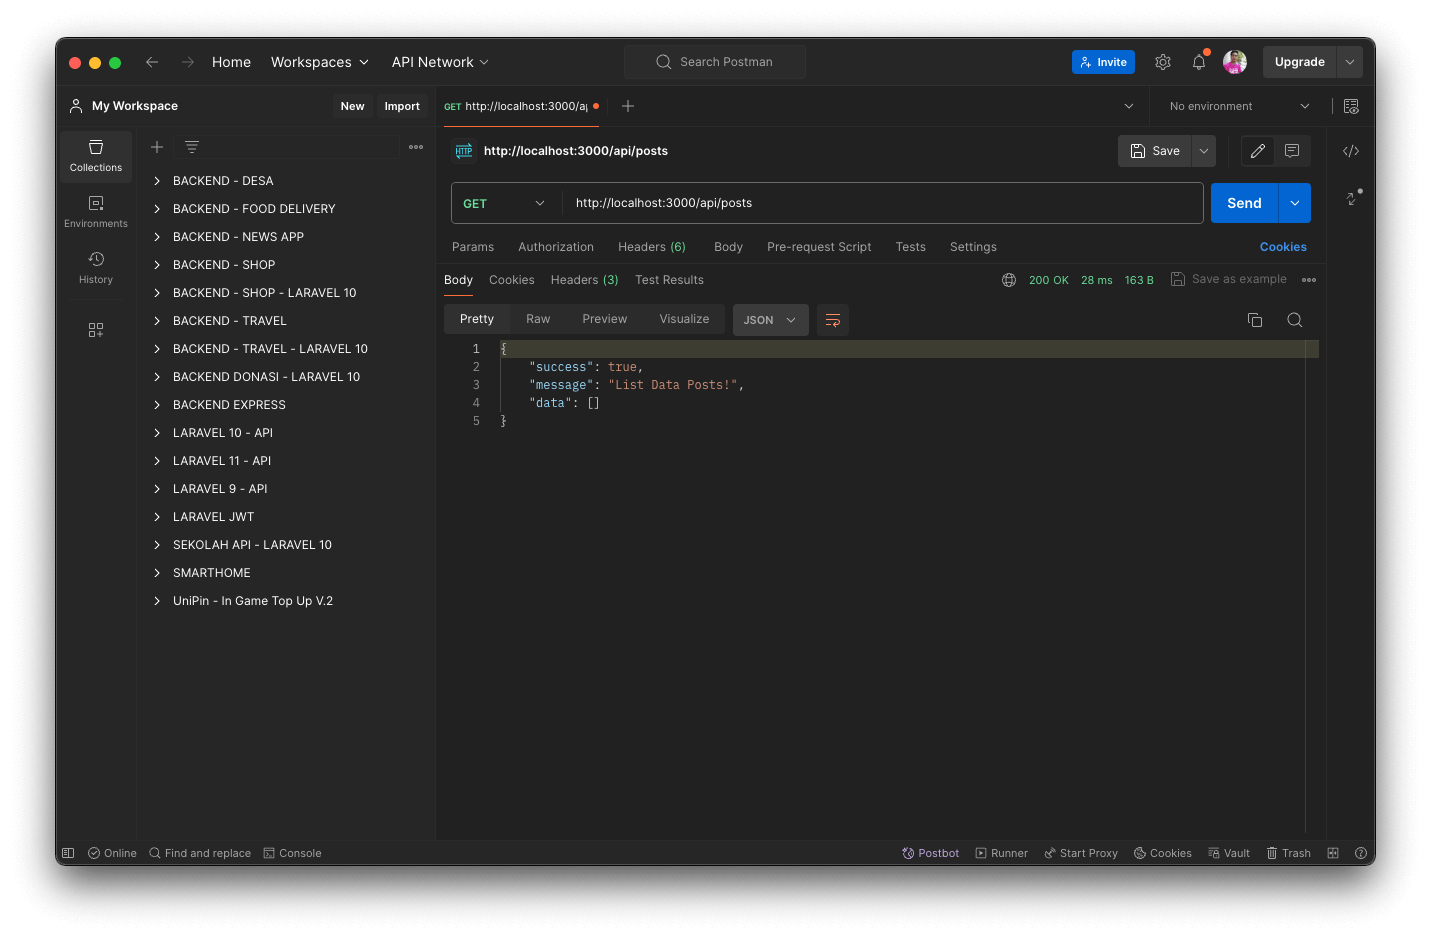 Home Workspaces API Network Search Postman Invite Upgrade
My Workspace New Import GET http://localhost:3000/a No environment
Collections
Environments
History
BACKEND - DESA
BACKEND - FOOD DELIVERY
BACKEND - NEWS APP
BACKEND - SHOP
BACKEND - SHOP - LARAVEL 10
BACKEND - TRAVEL
BACKEND - TRAVEL - LARAVEL 10
BACKEND DONASI - LARAVEL 10
BACKEND EXPRESS
LARAVEL 10 - API
LARAVEL 11 - API
LARAVEL 9 - API
LARAVEL JWT
SEKOLAH API - LARAVEL 10
SMARTHOME
UniPin - In Game Top Up V.2
HTTP http://localhost:3000/api/posts Save </>
GET http://localhost:3000/api/posts Send
Params Authorization Headers (6) Body Pre-request Script Tests Settings Cookies
Body Cookies Headers (3) Test Results 200 OK 28 ms 163 B Save as example
Pretty Raw Preview Visualize JSON
1 {
2 "success": true,
3 "message": "List Data Posts!",
4 "data": []
5 }
Online Find and replace Console Postbot Runner Start Proxy Cookies Vault Trash